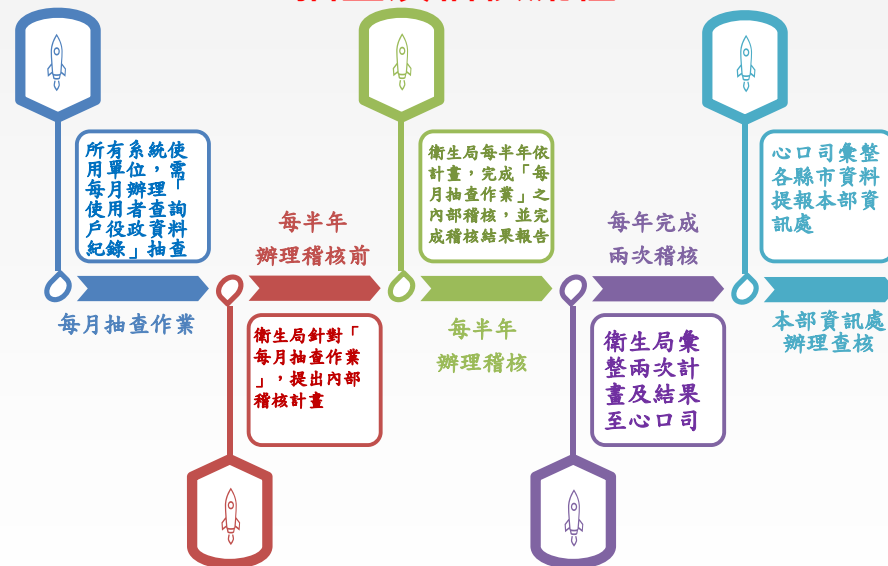 所有系統使
用單位，需
每月辦理「
使用者查詢
戶役政資料
紀錄」抽查
每月抽查作業
每半年
辦理稽核前
衛生局針對「
每月抽查作業
」，提出內部
稽核計畫
衛生局每半年依
計畫，完成「每
月抽查作業」之
內部稽核，並完
成稽核結果報告
每半年
辦理稽核
每年完成
兩次稽核
衛生局彙
整兩次計
畫及結果
至心口司
心口司彙整
各縣市資料
提報本部資
訊處
本部資訊處
辦理查核